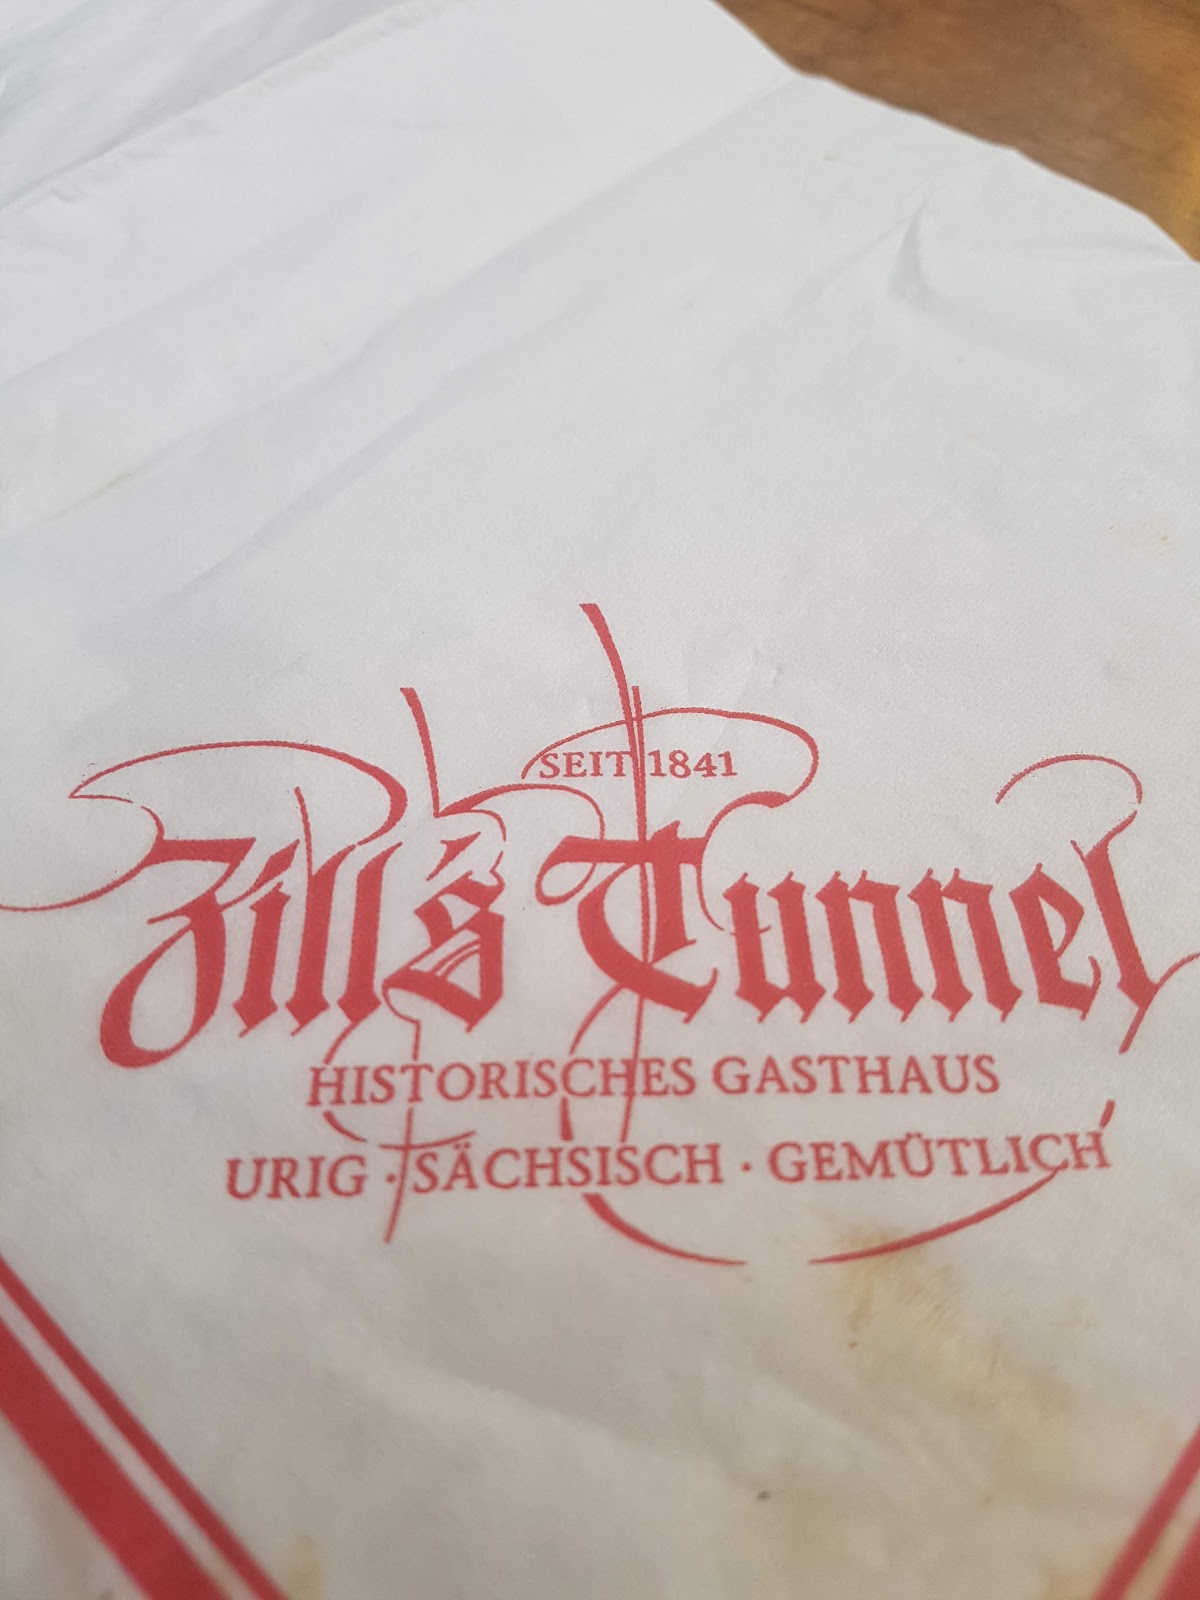 SEIT 1841
Zill's Tunnel
HISTORISCHES GASTHAUS
URIG · SÄCHSISCH · GEMÜTLICH